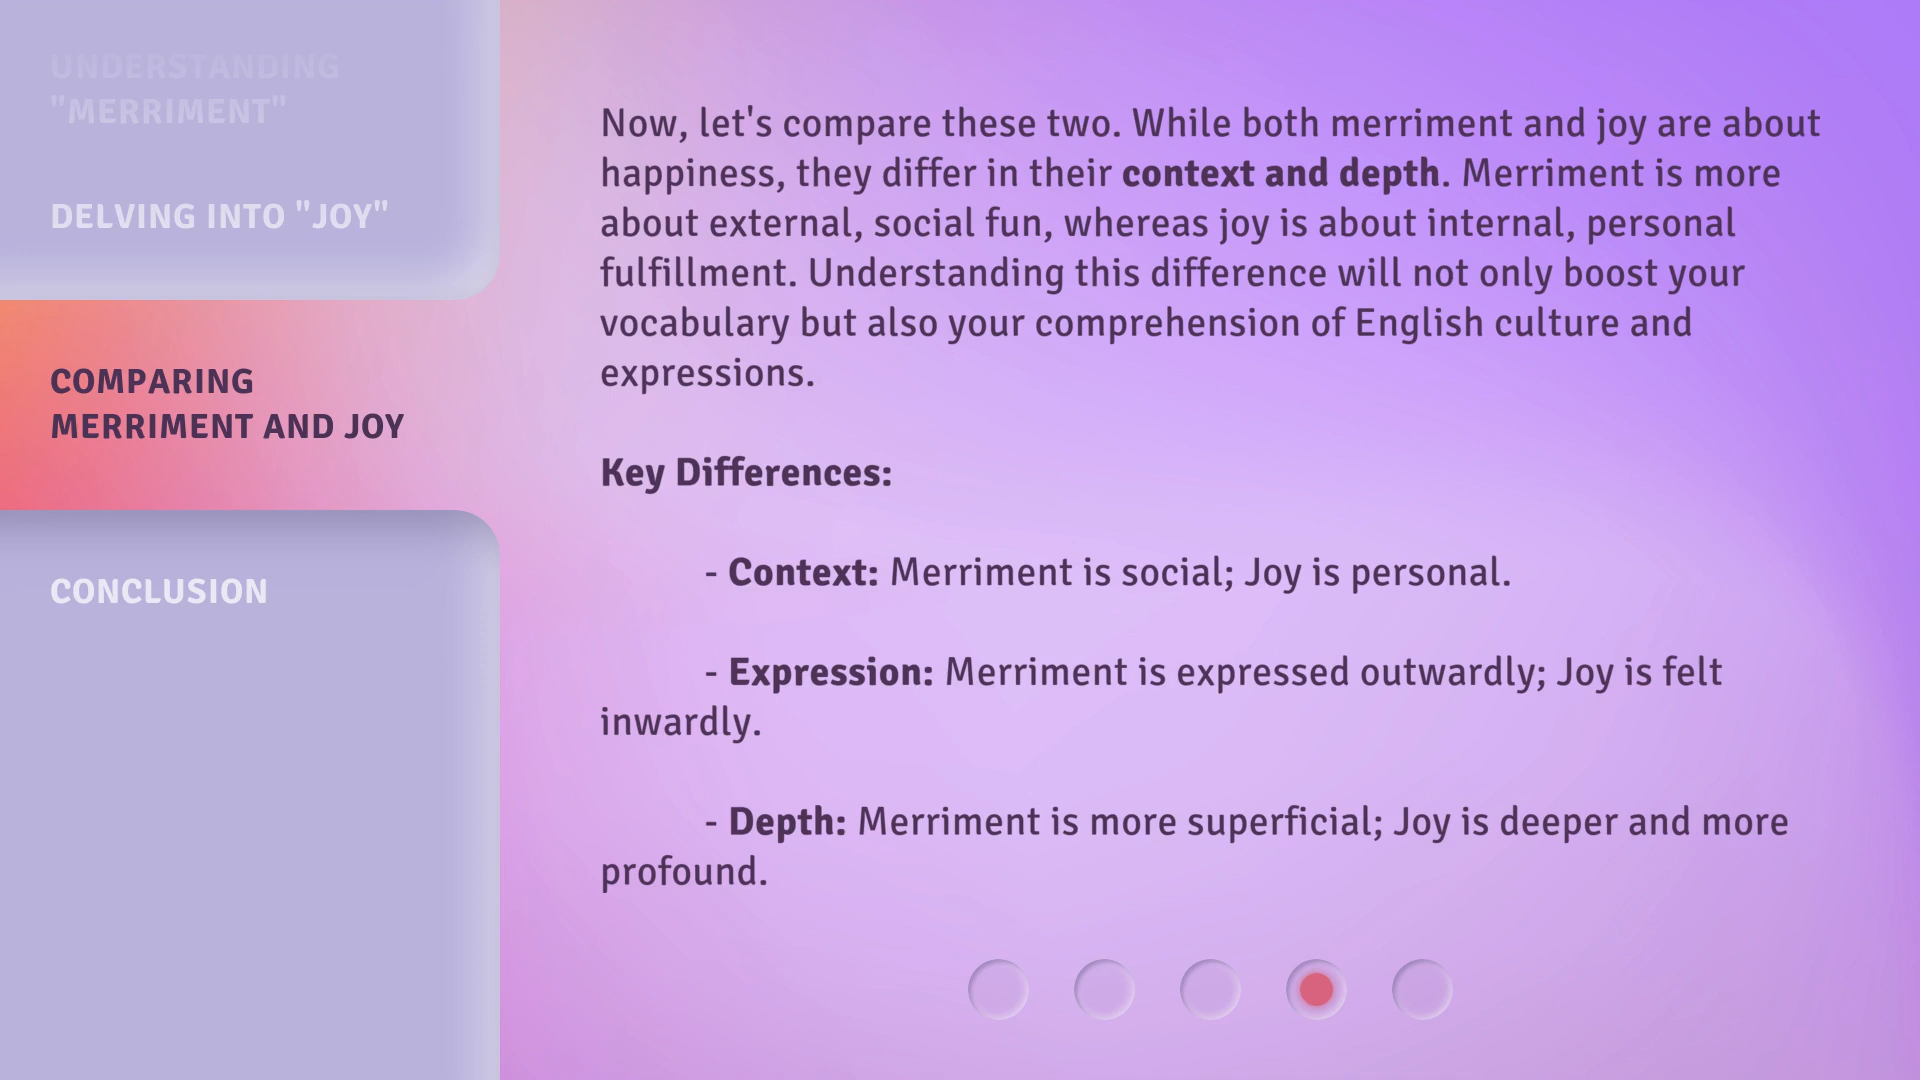 UNDERSTANDING
"MERRIMENT"
DELVING INTO "JOY"
COMPARING
MERRIMENT AND JOY
CONCLUSION
Now, let's compare these two. While both merriment and joy are about
happiness, they differ in their context and depth. Merriment is more
about external, social fun, whereas joy is about internal, personal
fulfillment. Understanding this difference will not only boost your
vocabulary but also your comprehension of English culture and
expressions.
Key Differences:
- Context: Merriment is social; Joy is personal.
- Expression: Merriment is expressed outwardly; Joy is felt
inwardly.
- Depth: Merriment is more superficial; Joy is deeper and more
profound.